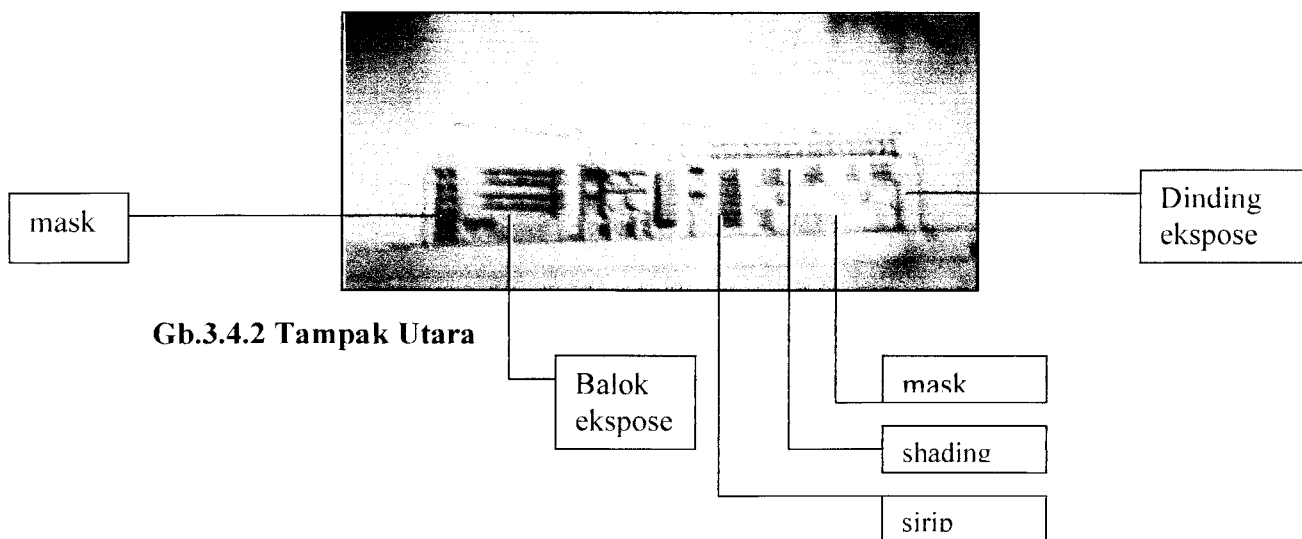 mask
Dinding
ekspose
Gb.3.4.2 Tampak Utara
Balok
ekspose
mask
shading
sirip